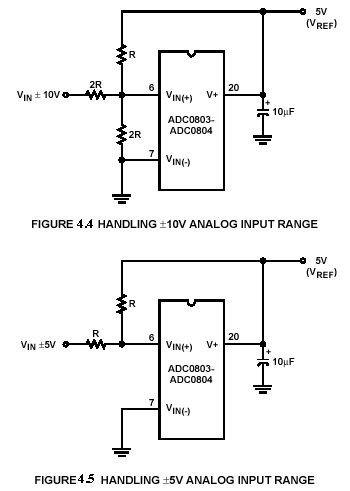 5V
(VREF)
R
2R
VIN ± 10V
6
VIN(+)
V+
20
+
10µF
ADC0803-
ADC0804
2R
7
VIN(-)
FIGURE 4.4 HANDLING ±10V ANALOG INPUT RANGE
5V
(VREF)
R
R
VIN ±5V
6
VIN(+)
V+
20
+
10µF
ADC0803-
ADC0804
7
VIN(-)
FIGURE4.5 HANDLING ±5V ANALOG INPUT RANGE